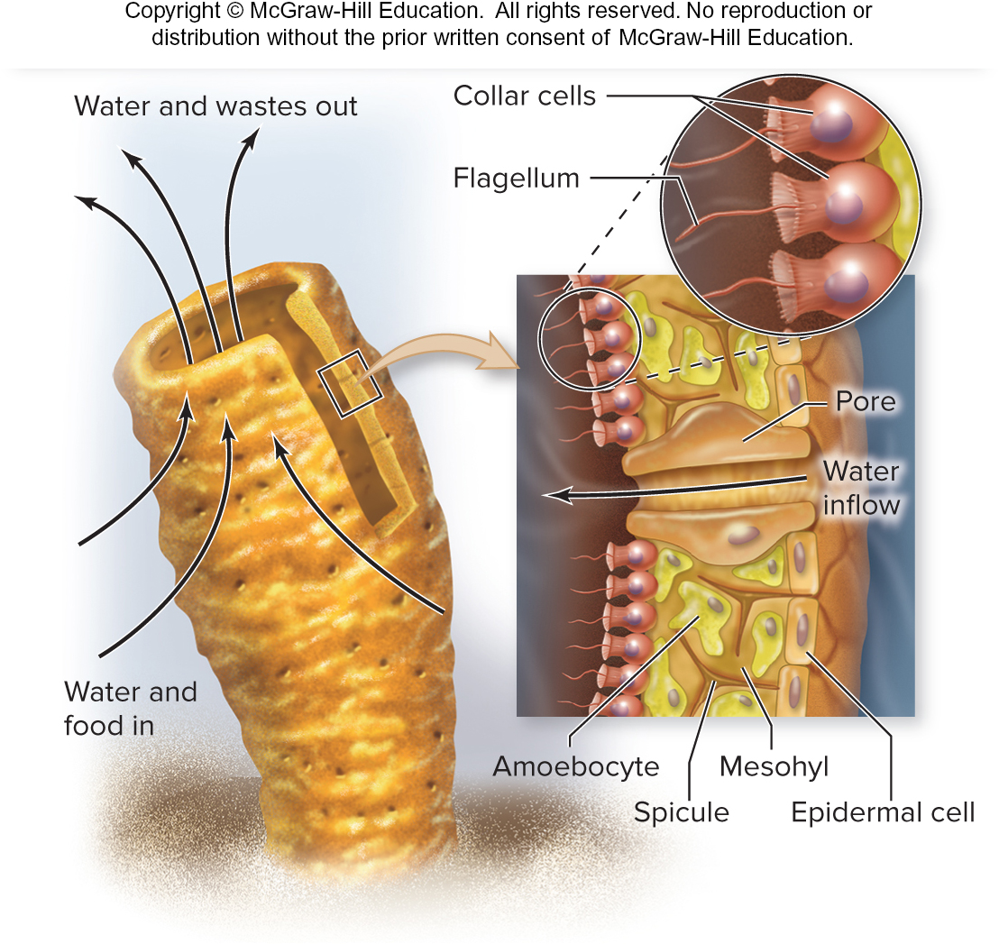 Copyright © McGraw-Hill Education.  All rights reserved. No reproduction or
distribution without the prior written consent of McGraw-Hill Education.
Water and wastes out
Collar cells
Flagellum
Pore
Water
inflow
Water and
food in
Amoebocyte
Mesohyl
Spicule
Epidermal cell